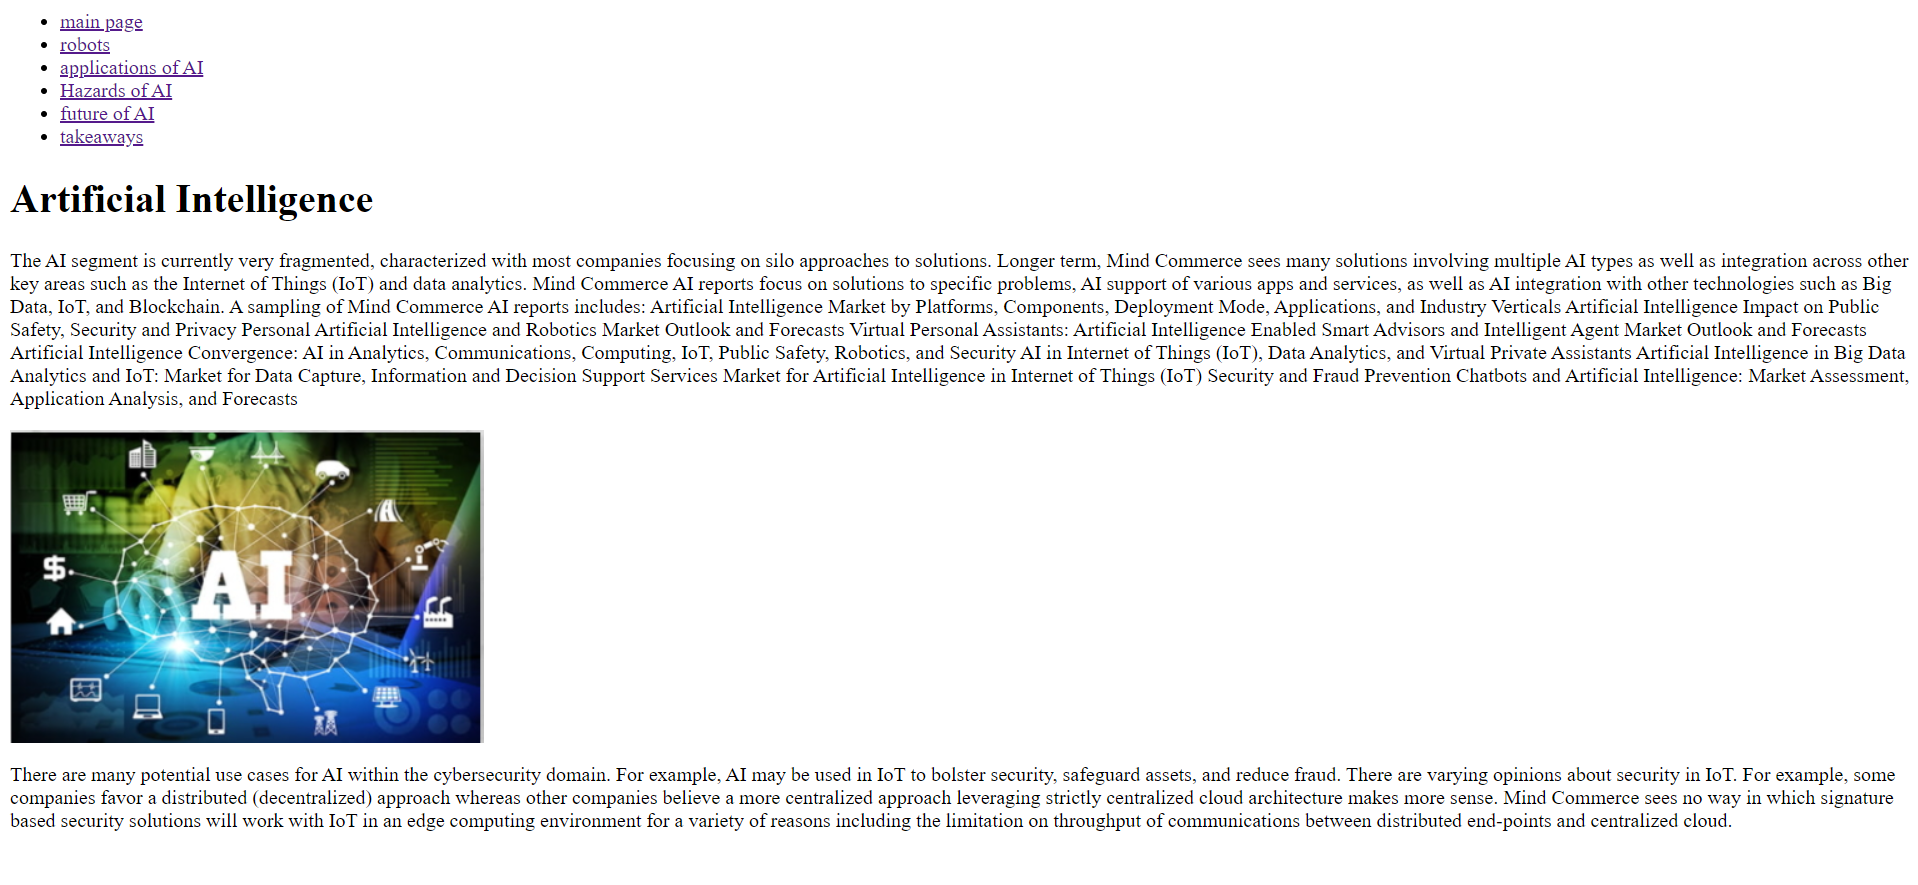 main page
robots
applications of AI
Hazards of AI
future of AI
takeaways
Artificial Intelligence
The AI segment is currently very fragmented, characterized with most companies focusing on silo approaches to solutions. Longer term, Mind Commerce sees many solutions involving multiple AI types as well as integration across other
key areas such as the Internet of Things (IoT) and data analytics. Mind Commerce AI reports focus on solutions to specific problems, AI support of various apps and services, as well as AI integration with other technologies such as Big
Data, IoT, and Blockchain. A sampling of Mind Commerce AI reports includes: Artificial Intelligence Market by Platforms, Components, Deployment Mode, Applications, and Industry Verticals Artificial Intelligence Impact on Public
Safety, Security and Privacy Personal Artificial Intelligence and Robotics Market Outlook and Forecasts Virtual Personal Assistants: Artificial Intelligence Enabled Smart Advisors and Intelligent Agent Market Outlook and Forecasts
Artificial Intelligence Convergence: AI in Analytics, Communications, Computing, IoT, Public Safety, Robotics, and Security AI in Internet of Things (IoT), Data Analytics, and Virtual Private Assistants Artificial Intelligence in Big Data
Analytics and IoT: Market for Data Capture, Information and Decision Support Services Market for Artificial Intelligence in Internet of Things (IoT) Security and Fraud Prevention Chatbots and Artificial Intelligence: Market Assessment,
Application Analysis, and Forecasts
$
AI
There are many potential use cases for AI within the cybersecurity domain. For example, AI may be used in IoT to bolster security, safeguard assets, and reduce fraud. There are varying opinions about security in IoT. For example, some
companies favor a distributed (decentralized) approach whereas other companies believe a more centralized approach leveraging strictly centralized cloud architecture makes more sense. Mind Commerce sees no way in which signature
based security solutions will work with IoT in an edge computing environment for a variety of reasons including the limitation on throughput of communications between distributed end-points and centralized cloud.